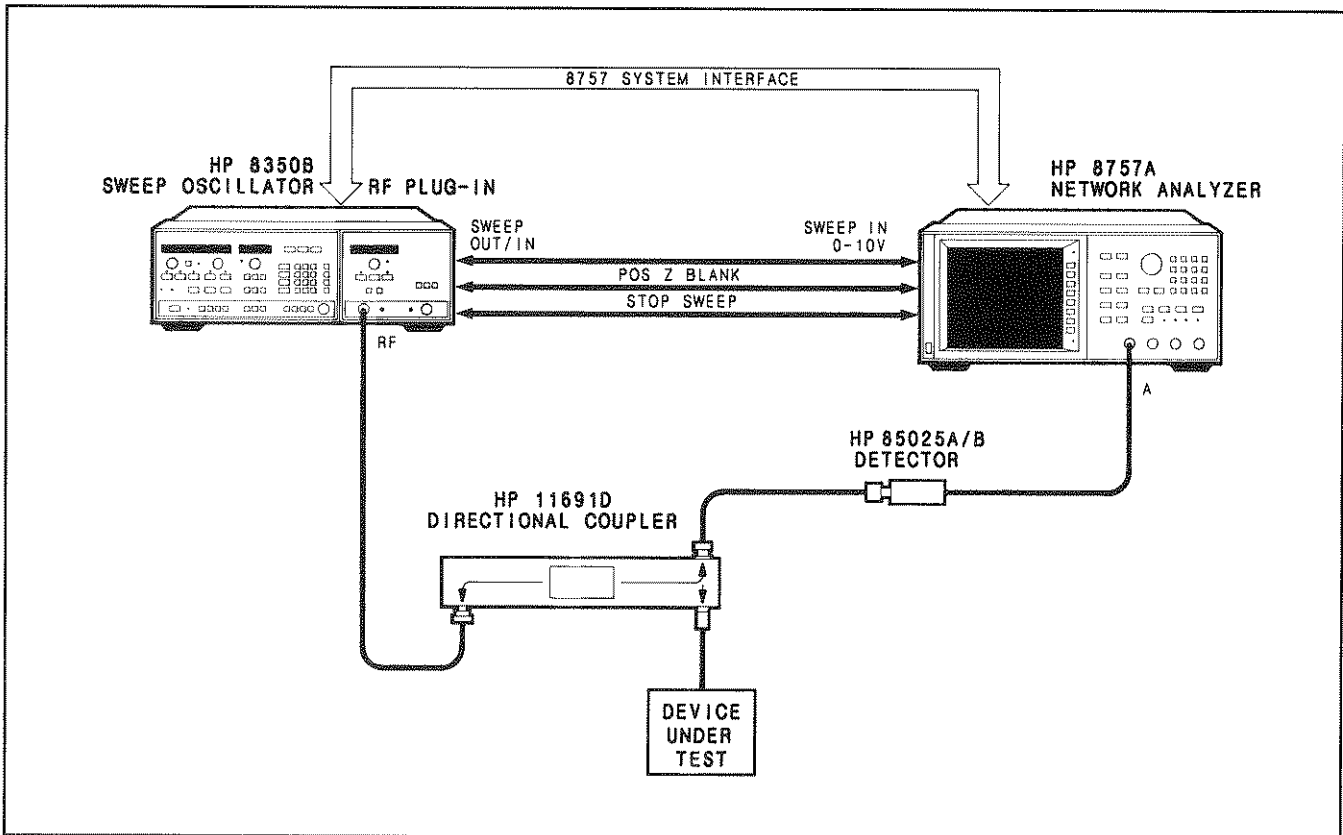 8757 SYSTEM INTERFACE
HP 8350B
SWEEP OSCILLATOR
RF PLUG-IN
HP 8757A
NETWORK ANALYZER
SWEEP
OUT/IN
SWEEP IN
0-10V
POS Z BLANK
STOP SWEEP
RF
A
HP 85025A/B
DETECTOR
HP 11691D
DIRECTIONAL COUPLER
DEVICE
UNDER
TEST